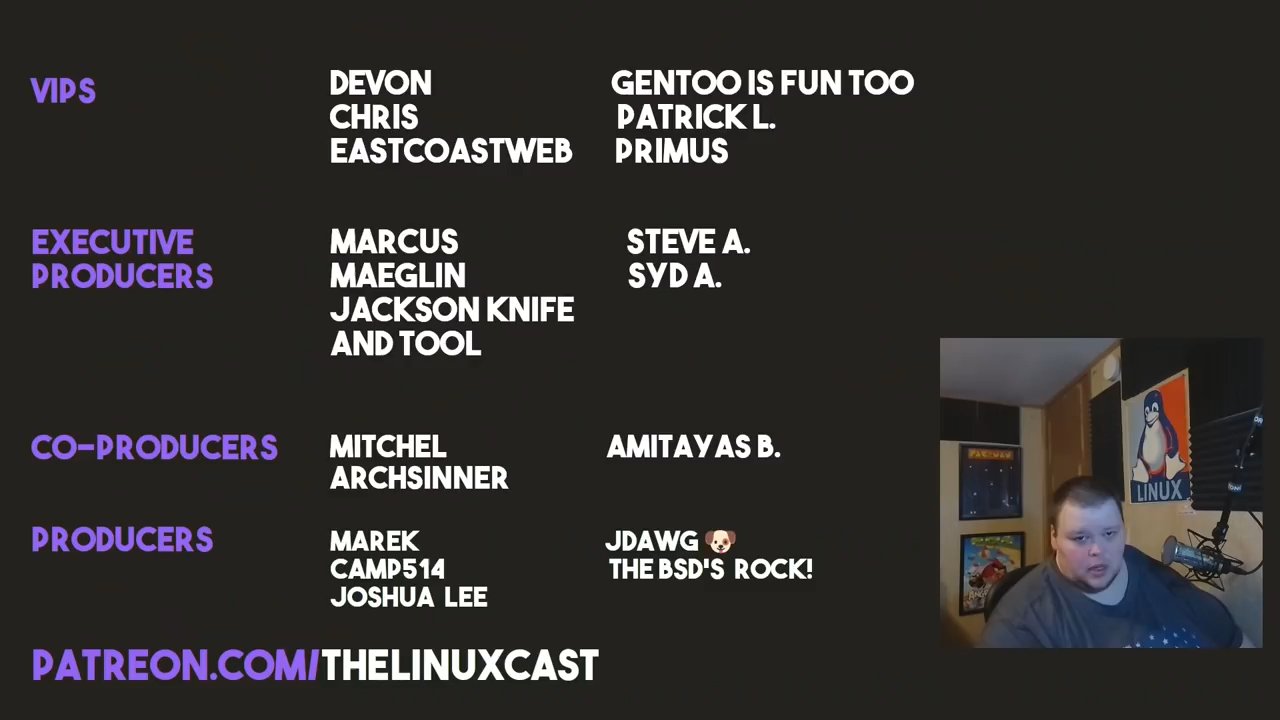 VIPS
DEVON
CHRIS
EASTCOASTWEB
GENTOO IS FUN TOO
PATRICK L.
PRIMUS
EXECUTIVE
PRODUCERS
MARCUS
MAEGLIN
JACKSON KNIFE
AND TOOL
STEVE A.
SYD A.
CO-PRODUCERS
MITCHEL
ARCHSINNER
AMITAYAS B.
PRODUCERS
MAREK
CAMP514
JOSHUA LEE
JDAWG 🐶
THE BSD'S ROCK!
PATREON.COM/THELINUXCAST
PAC-MAN
LINUX